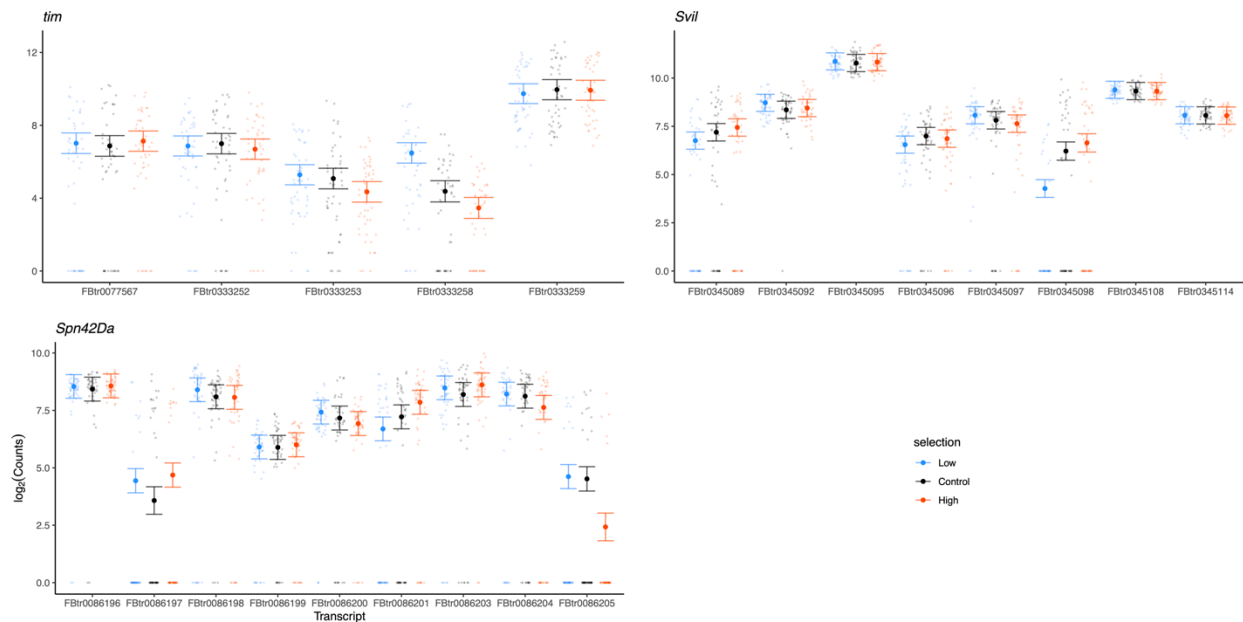 tim
12
8
4
0
FBtr0077567 FBtr0333252 FBtr0333253 FBtr0333258 FBtr0333259
Svil
10.0
7.5
5.0
2.5
0.0
FBtr0345089 FBtr0345092 FBtr0345095 FBtr0345096 FBtr0345097 FBtr0345098 FBtr0345108 FBtr0345114
Spn42Da
10.0
7.5
5.0
2.5
0.0
log2(Counts)
FBtr0086196 FBtr0086197 FBtr0086198 FBtr0086199 FBtr0086200 FBtr0086201 FBtr0086203 FBtr0086204 FBtr0086205
Transcript
selection
Low
Control
High